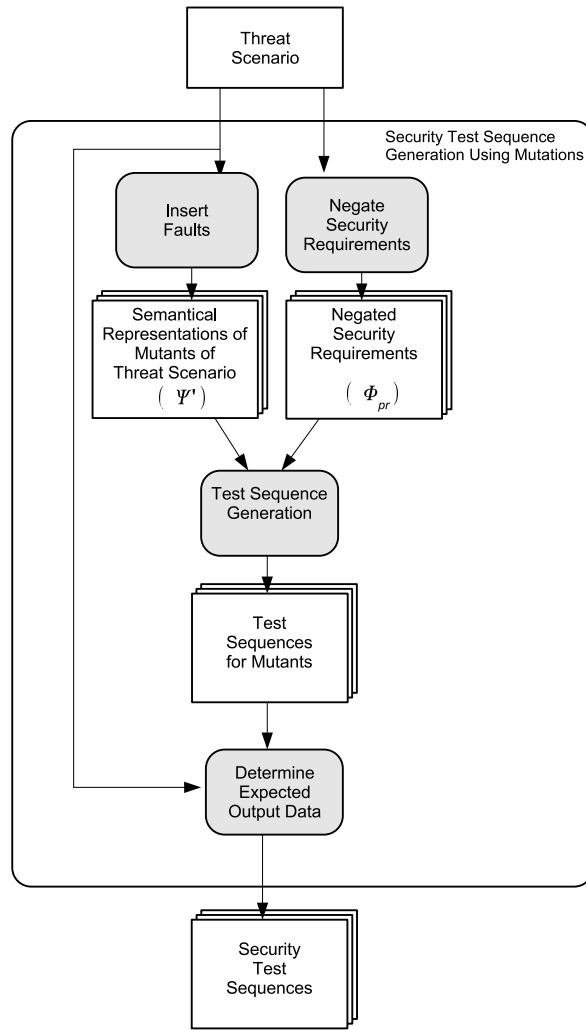 Threat
Scenario
Security Test Sequence
Generation Using Mutations
Insert
Faults
Negate
Security
Requirements
Semantical
Representations of
Mutants of
Threat Scenario
( Ψ' )
Negated
Security
Requirements
( Φpr )
Test Sequence
Generation
Test
Sequences
for Mutants
Determine
Expected
Output Data
Security
Test
Sequences